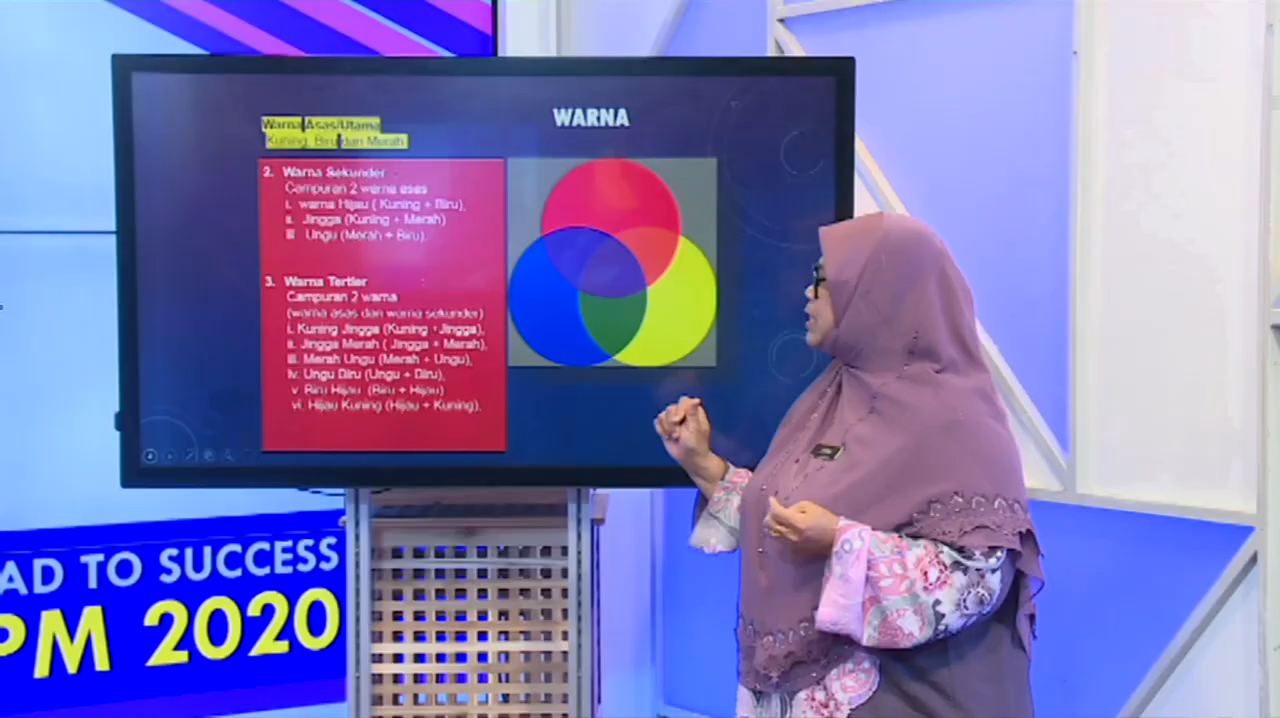 WARNA
Warna Asas/Utama
Kuning, Biru dan Merah
2. Warna Sekunder
Campuran 2 warna asas
i. warna Hijau ( Kuning + Biru),
ii. Jingga (Kuning + Merah)
iii Ungu (Merah + Biru).
3. Warna Tertier
Campuran 2 warna
(warna asas dan warna sekunder)
i. Kuning Jingga (Kuning +Jingga),
ii. Jingga Merah ( Jingga + Merah),
iii. Merah Ungu (Merah + Ungu),
iv. Ungu Biru (Ungu + Biru),
v. Biru Hijau (Biru + Hijau)
vi. Hijau Kuning (Hijau + Kuning).
AD TO SUCCESS
PM 2020